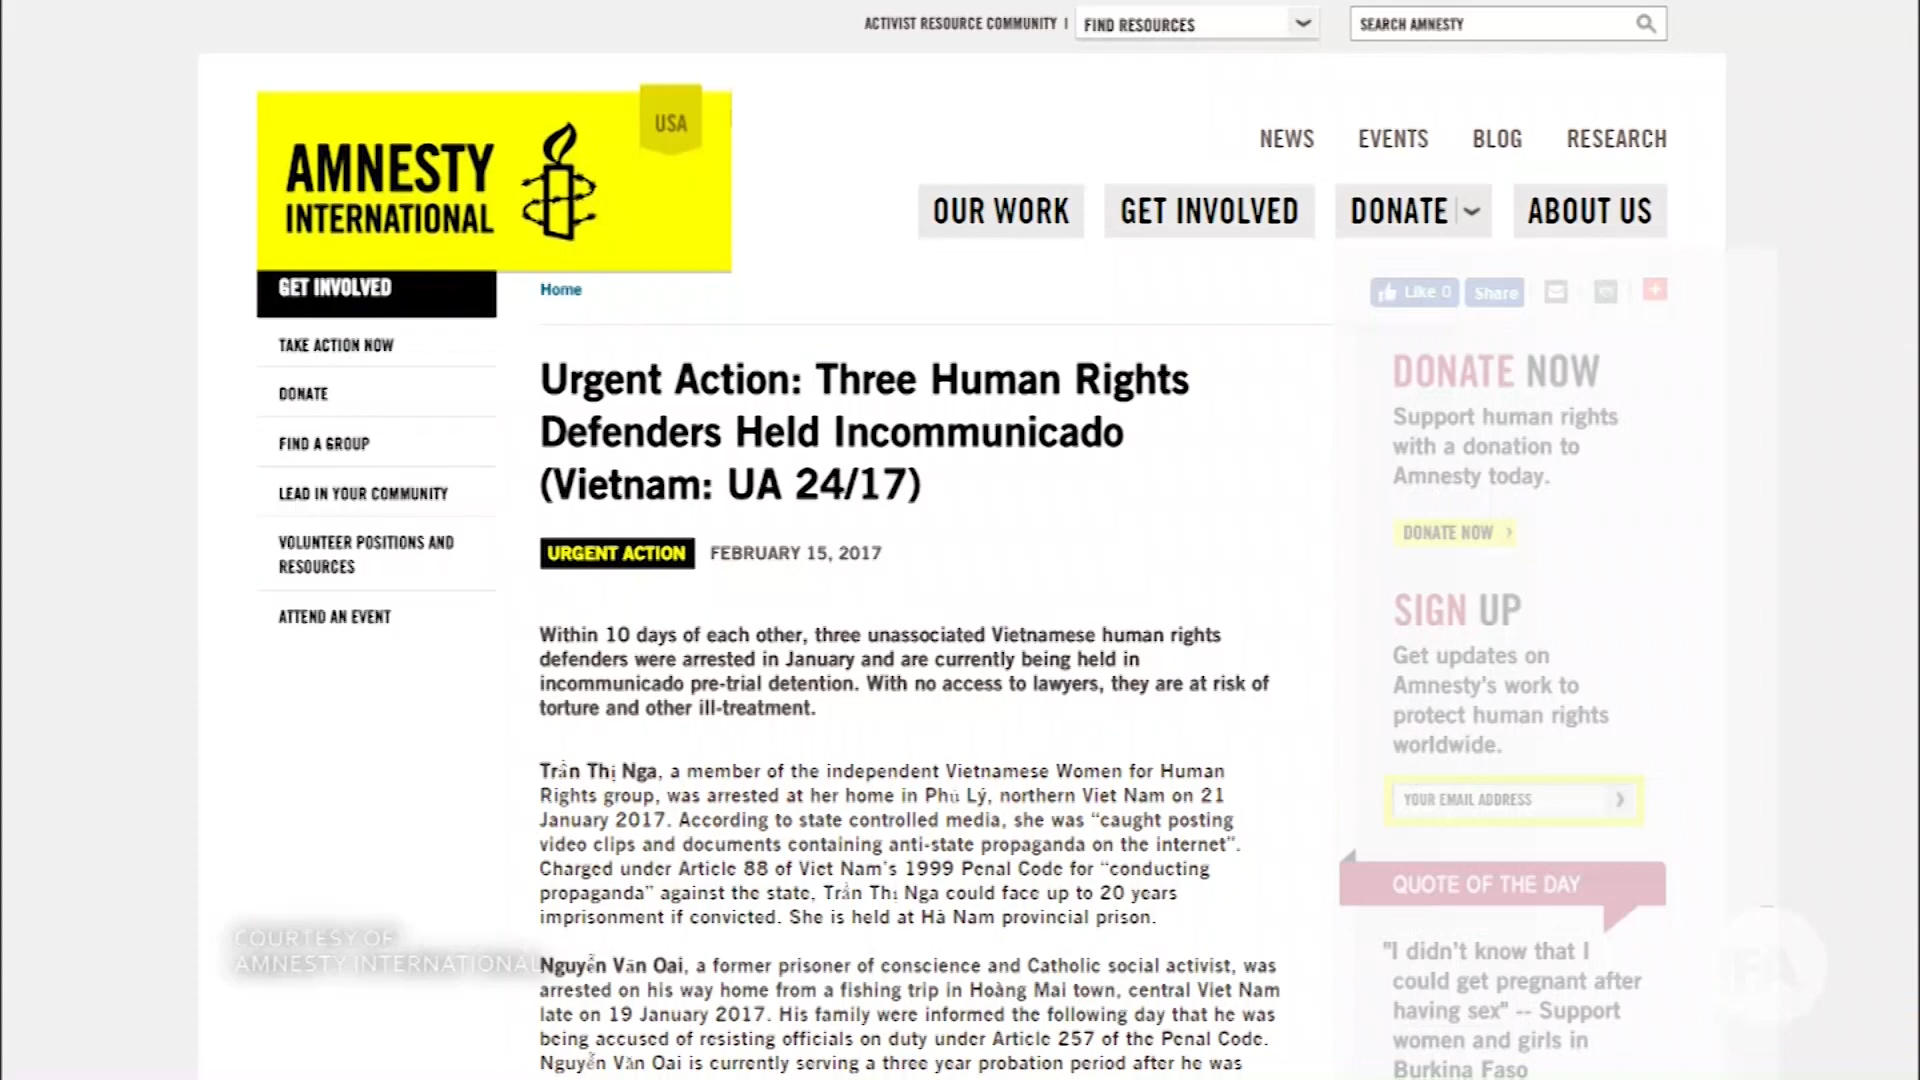 ACTIVIST RESOURCE COMMUNITY |
FIND RESOURCES
SEARCH AMNESTY
AMNESTY
INTERNATIONAL
USA
NEWS
EVENTS
BLOG
RESEARCH
OUR WORK
GET INVOLVED
DONATE
ABOUT US
GET INVOLVED
TAKE ACTION NOW
DONATE
FIND A GROUP
LEAD IN YOUR COMMUNITY
VOLUNTEER POSITIONS AND
RESOURCES
ATTEND AN EVENT
Home
Like 0
Share
Urgent Action: Three Human Rights
Defenders Held Incommunicado
(Vietnam: UA 24/17)
URGENT ACTION
FEBRUARY 15, 2017
Within 10 days of each other, three unassociated Vietnamese human rights
defenders were arrested in January and are currently being held in
incommunicado pre-trial detention. With no access to lawyers, they are at risk of
torture and other ill-treatment.
Trần Thị Nga, a member of the independent Vietnamese Women for Human
Rights group, was arrested at her home in Phủ Lý, northern Viet Nam on 21
January 2017. According to state controlled media, she was “caught posting
video clips and documents containing anti-state propaganda on the internet”.
Charged under Article 88 of Viet Nam’s 1999 Penal Code for “conducting
propaganda” against the state, Trần Thị Nga could face up to 20 years
imprisonment if convicted. She is held at Hà Nam provincial prison.
Nguyễn Văn Oai, a former prisoner of conscience and Catholic social activist, was
arrested on his way home from a fishing trip in Hoàng Mai town, central Viet Nam
late on 19 January 2017. His family were informed the following day that he was
being accused of resisting officials on duty under Article 257 of the Penal Code.
Nguyễn Văn Oai is currently serving a three year probation period after he was
DONATE NOW
Support human rights
with a donation to
Amnesty today.
DONATE NOW
SIGN UP
Get updates on
Amnesty's work to
protect human rights
worldwide.
YOUR EMAIL ADDRESS
QUOTE OF THE DAY
"I didn't know that I
could get pregnant after
having sex" -- Support
women and girls in
Burkina Faso
COURTESY OF
AMNESTY INTERNATIONAL
RFA